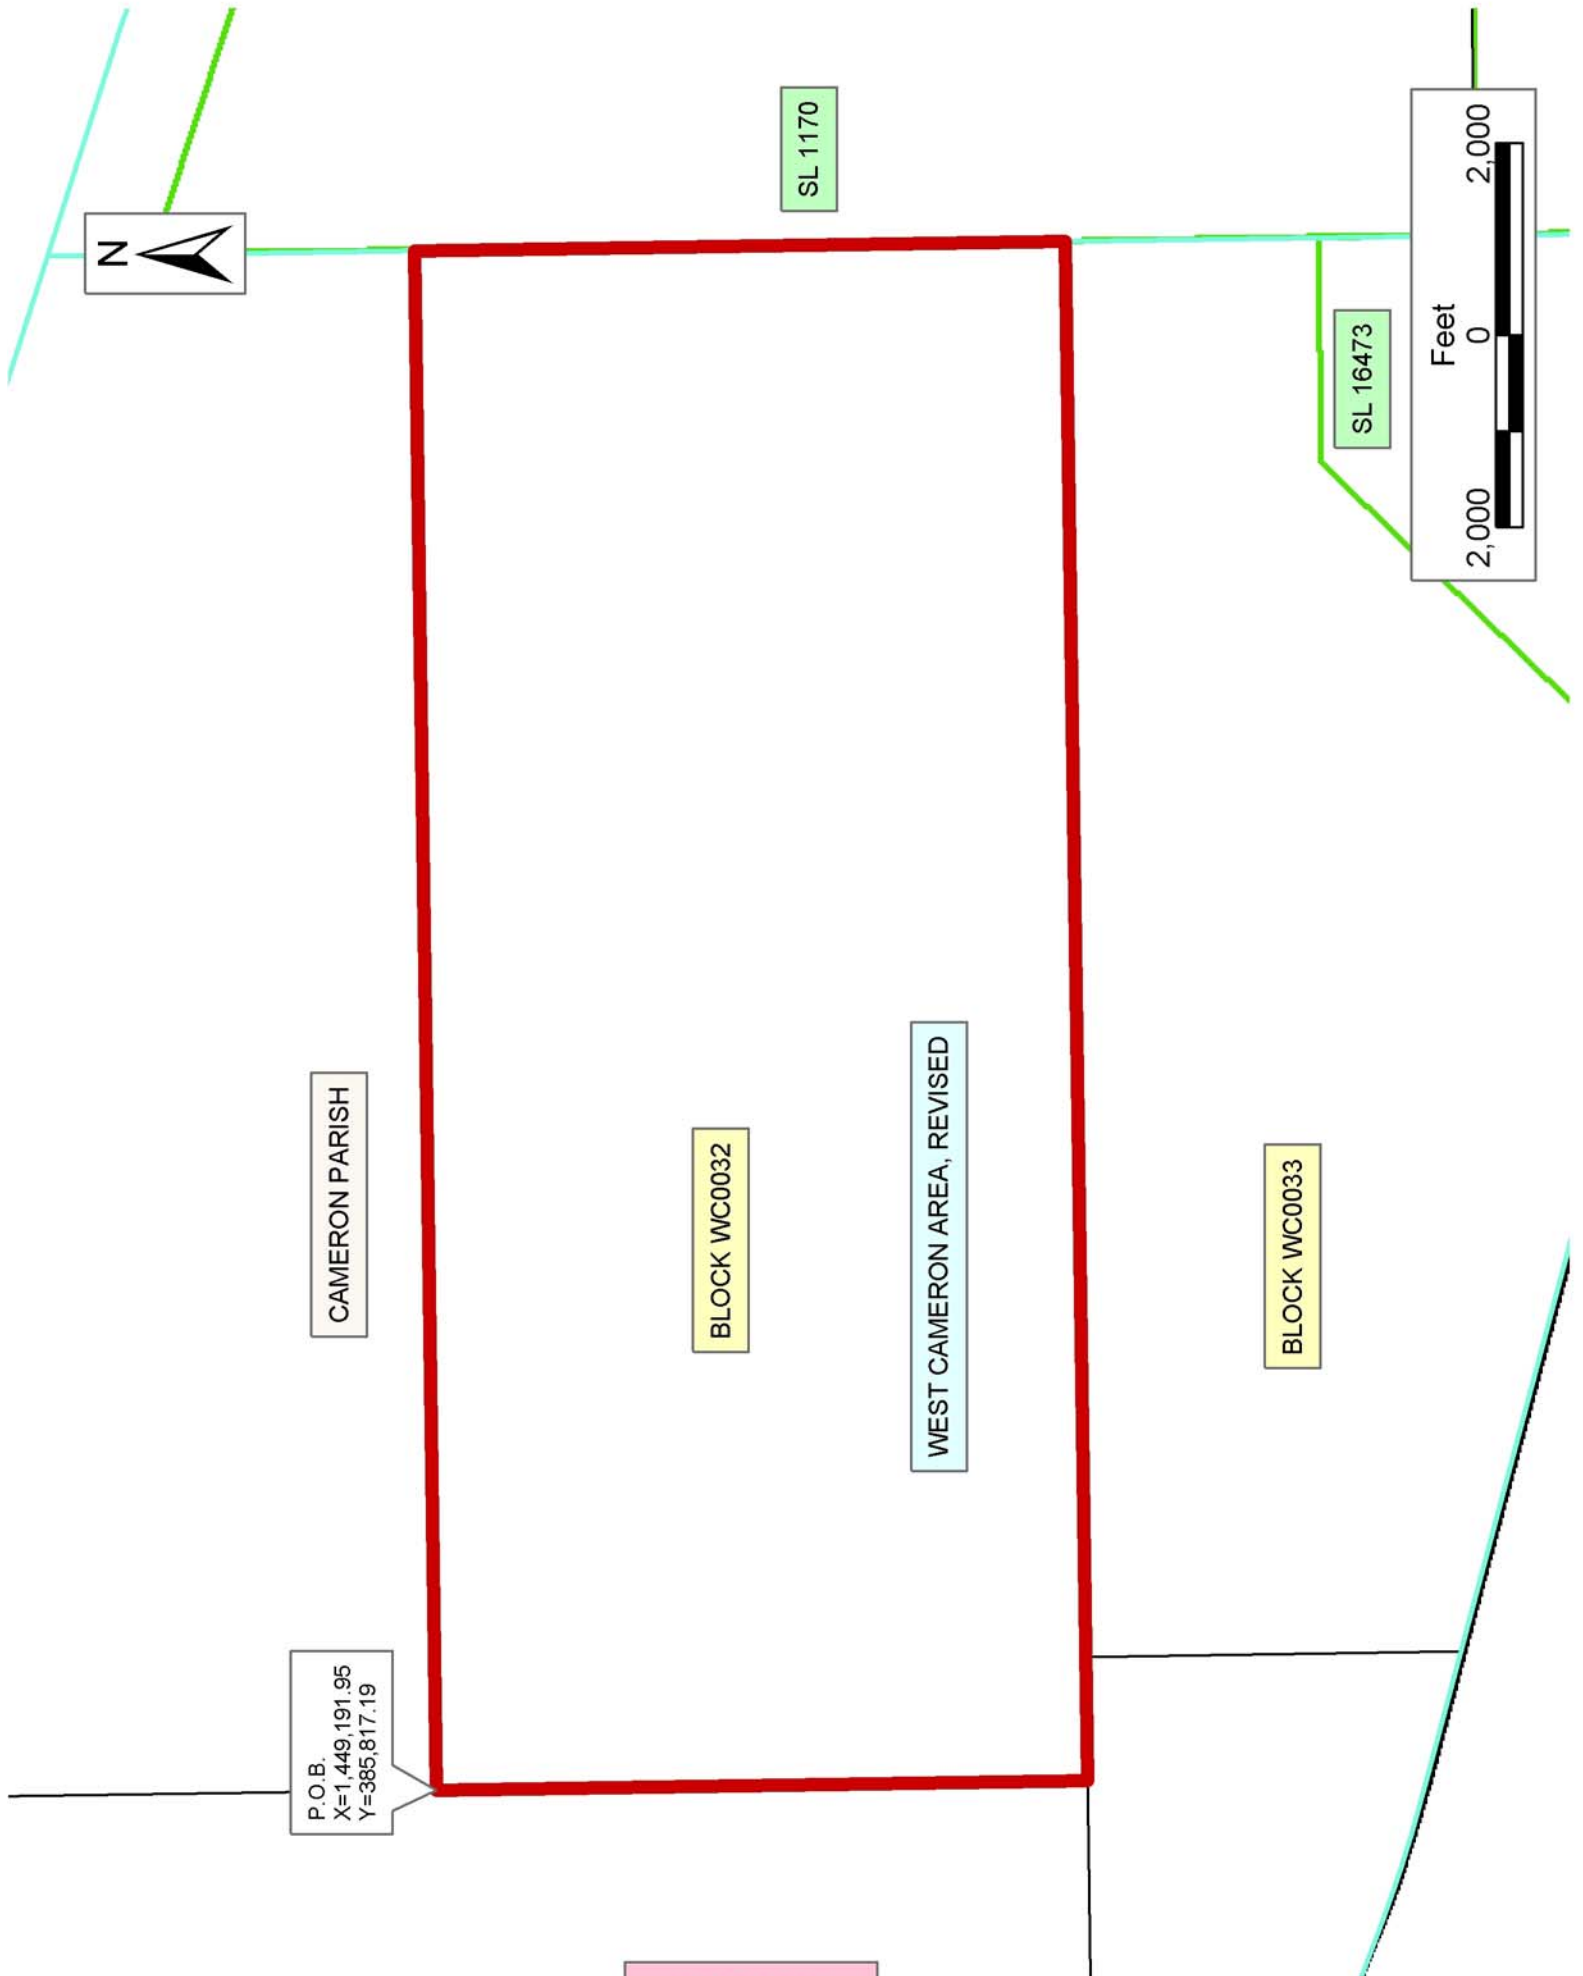 CAMERON PARISH
P.O.B.
X=1,449,191.95
Y=385,817.19
N
BLOCK WC0032
SL 1170
WEST CAMERON AREA, REVISED
BLOCK WC0033
SL 16473
Feet
2,000 0 2,000